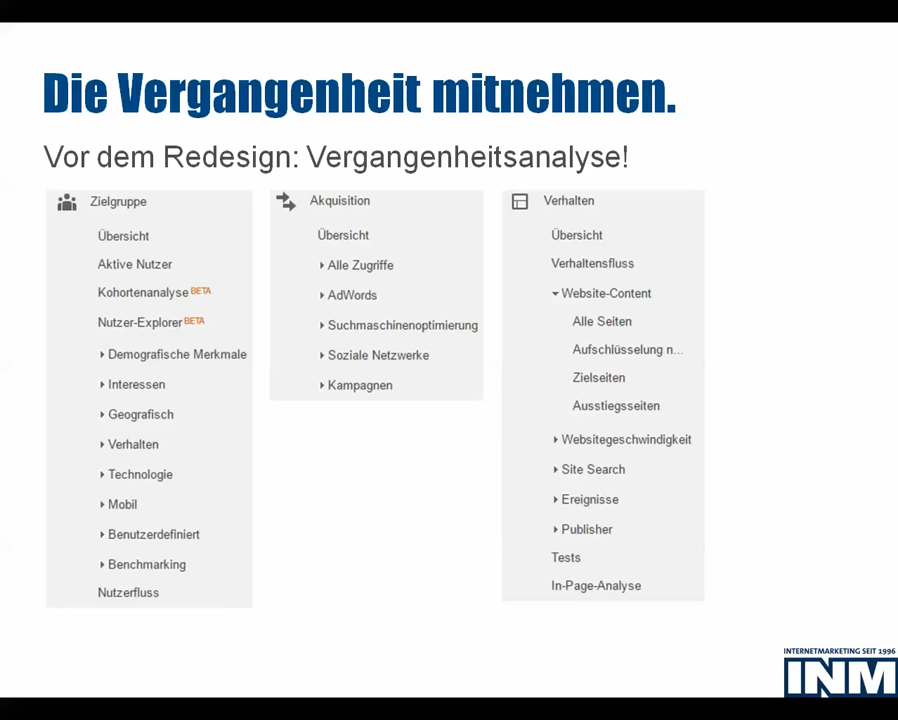 Die Vergangenheit mitnehmen.
Vor dem Redesign: Vergangenheitsanalyse!
Zielgruppe
Übersicht
Aktive Nutzer
Kohortenanalyse BETA
Nutzer-Explorer BETA
Demografische Merkmale
Interessen
Geografisch
Verhalten
Technologie
Mobil
Benutzerdefiniert
Benchmarking
Nutzerfluss
Akquisition
Übersicht
Alle Zugriffe
AdWords
Suchmaschinenoptimierung
Soziale Netzwerke
Kampagnen
Verhalten
Übersicht
Verhaltensfluss
Website-Content
Alle Seiten
Aufschlüsselung n...
Zielseiten
Ausstiegsseiten
Websitegeschwindigkeit
Site Search
Ereignisse
Publisher
Tests
In-Page-Analyse
INTERNETMARKETING SEIT 1996
INM